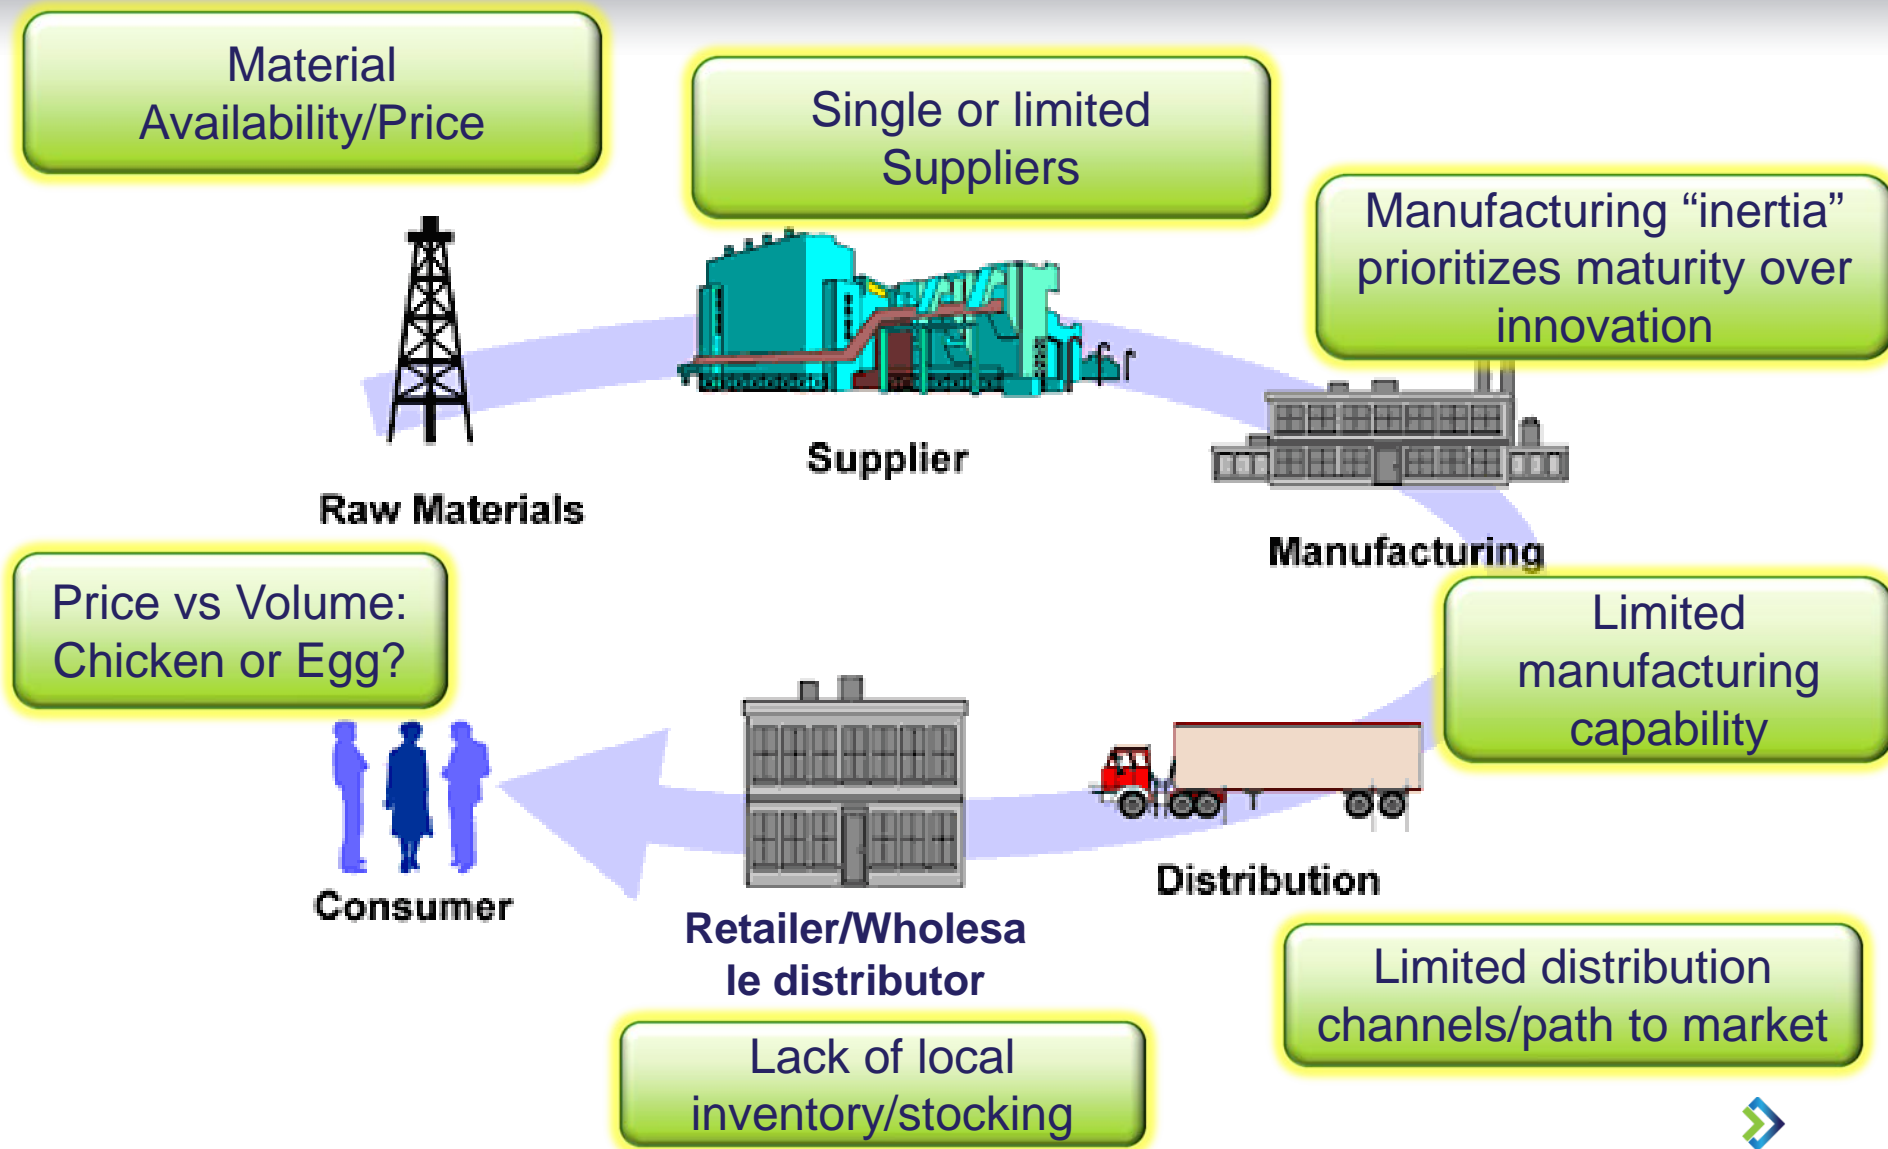 Material
Availability/Price
Single or limited
Suppliers
Manufacturing “inertia”
prioritizes maturity over
innovation
Raw Materials
Supplier
Manufacturing
Price vs Volume:
Chicken or Egg?
Limited
manufacturing
capability
Consumer
Retailer/Wholesa
le distributor
Distribution
Lack of local
inventory/stocking
Limited distribution
channels/path to market